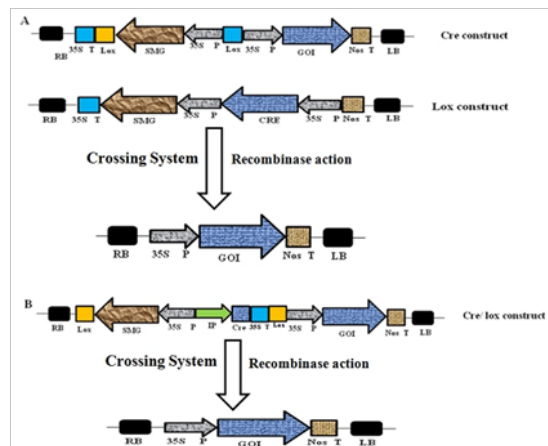 A
RB 35S T Lox SMG 35S P Lox 35S P GOI Nos T LB Cre construct
RB 35S T SMG 35S P CRE 35S P Nos T LB Lox construct
Crossing System Recombinase action
RB 35S P GOI Nos T LB
B
RB Lox SMG 35S P IP Cre 35S T Lox 35S P GOI Nos T LB Cre/lox construct
Crossing System Recombinase action
RB 35S P GOI Nos T LB